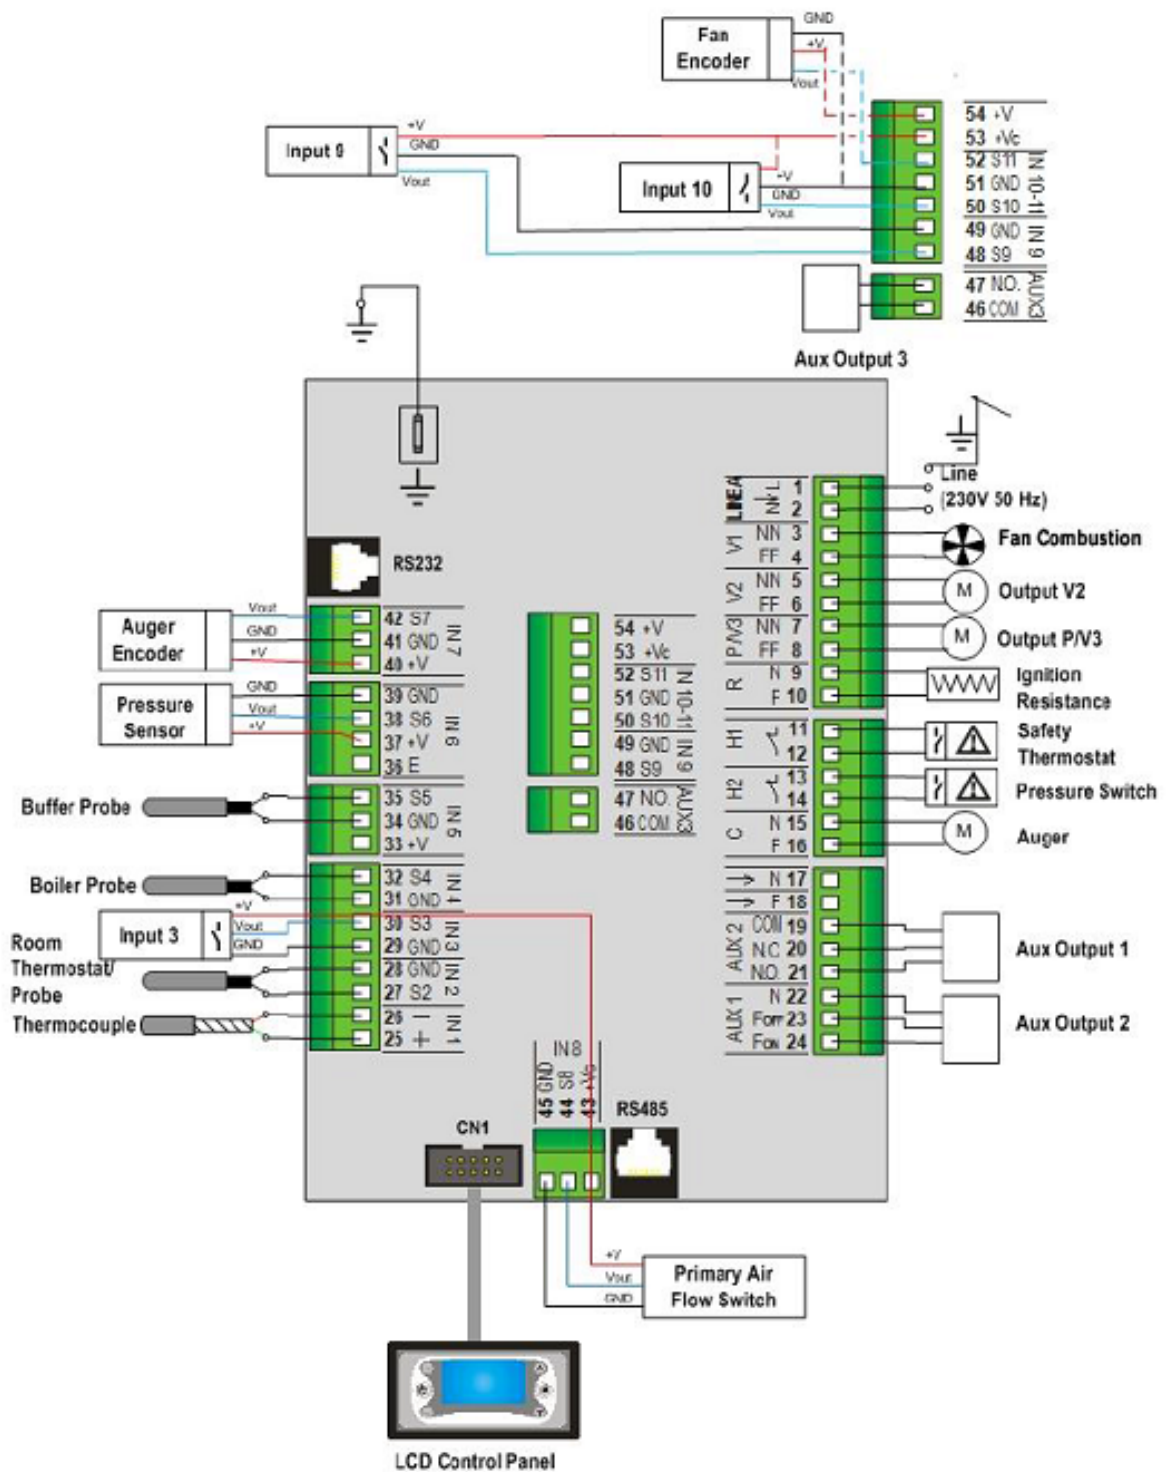 GND
Fan
Encoder
+V
Vout
54 +V
53 +Vc
52 S11
51 GND
50 S10
IN 10-11
49 GND
48 S9
IN 9
47 NO.
46 COM
AUX3
Aux Output 3
Input 9
+V
GND
Vout
Input 10
+V
GND
Vout
RS232
Auger
Encoder
Vout
GND
+V
42 S7
41 GND
40 +V
IN 7
Pressure
Sensor
GND
Vout
+V
39 GND
38 S6
37 +V
36 E
IN 6
Buffer Probe
35 S5
34 GND
33 +V
IN 5
Boiler Probe
32 S4
31 GND
IN 4
Input 3
+V
Vout
GND
30 S3
29 GND
IN 3
Room
Thermostat/
Probe
28 GND
27 S2
IN 2
Thermocouple
26 −
25 +
IN 1
54 +V
53 +Vc
52 S11
51 GND
50 S10
IN 10-11
49 GND
48 S9
IN 9
47 NO.
46 COM
AUX3
LINEA
L 1
N 2
Line
(230V 50 Hz)
V1
NN 3
FF 4
Fan Combustion
V2
NN 5
FF 6
M
Output V2
P/V3
NN 7
FF 8
M
Output P/V3
R
N 9
F 10
Ignition
Resistance
H1
11
12
Safety
Thermostat
H2
13
14
Pressure Switch
C
N 15
F 16
M
Auger
N 17
F 18
AUX 2
COM 19
N.C 20
N.O. 21
Aux Output 1
AUX 1
N 22
FOFF 23
FON 24
Aux Output 2
IN 8
45 GND
44 S8
43 +Vc
RS485
CN1
+V
Vout
GND
Primary Air
Flow Switch
LCD Control Panel